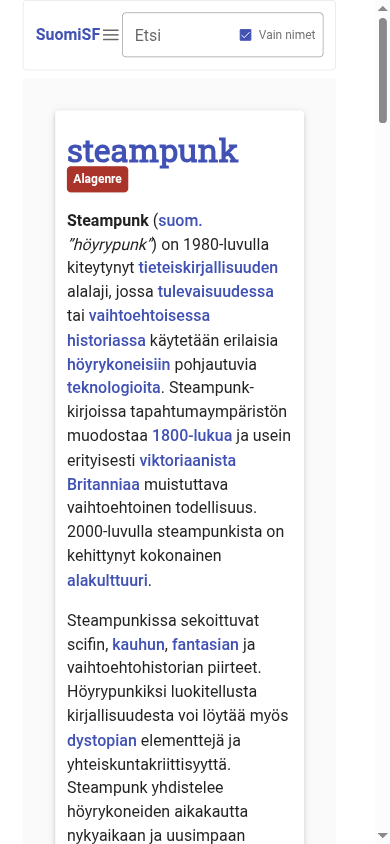 SuomiSF
Etsi
Vain nimet
steampunk
Alagenre
Steampunk (suom.
”höyrypunk”) on 1980-luvulla
kiteytynyt tieteiskirjallisuuden
alalaji, jossa tulevaisuudessa
tai vaihtoehtoisessa
historiassa käytetään erilaisia
höyrykoneisiin pohjautuvia
teknologioita. Steampunk-
kirjoissa tapahtumaympäristön
muodostaa 1800-lukua ja usein
erityisesti viktoriaanista
Britanniaa muistuttava
vaihtoehtoinen todellisuus.
2000-luvulla steampunkista on
kehittynyt kokonainen
alakulttuuri.
Steampunkissa sekoittuvat
scifin, kauhun, fantasian ja
vaihtoehtohistorian piirteet.
Höyrypunkiksi luokitellusta
kirjallisuudesta voi löytää myös
dystopian elementtejä ja
yhteiskuntakriittisyyttä.
Steampunk yhdistelee
höyrykoneiden aikakautta
nykyaikaan ja uusimpaan